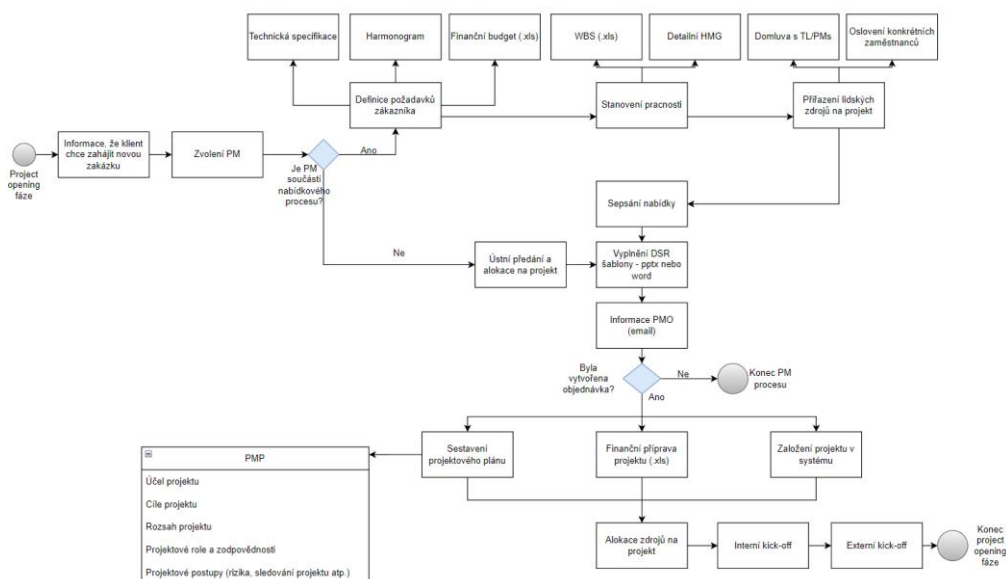 Technická specifikace
Harmonogram
Finanční budget (.xls)
WBS (.xls)
Detailní HMG
Domluva s TL/PMs
Oslovení konkrétních
zaměstnanců
Definice požadavků
zákazníka
Stanovení pracnosti
Přiřazení lidských
zdrojů na projekt
Project
opening
fáze
Informace, že klient
chce zahájit novou
zakázku
Zvolení PM
Ano
Je PM
součástí
nabídkového
procesu?
Sepsání nabídky
Ne
Ústní předání a
alokace na projekt
Vyplnění DSR
šablony - pptx nebo
word
Informace PMO
(email)
Byla
vytvořena
objednávka?
Ne
Konec PM
procesu
Ano
Sestavení
projektového plánu
Finanční příprava
projektu (.xls)
Založení projektu v
systému
PMP
Účel projektu
Cíle projektu
Rozsah projektu
Projektové role a zodpovědnosti
Projektové postupy (rizika, sledování projektu atp.)
Alokace zdrojů na
projekt
Interní kick-off
Externí kick-off
Konec
project
opening
fáze